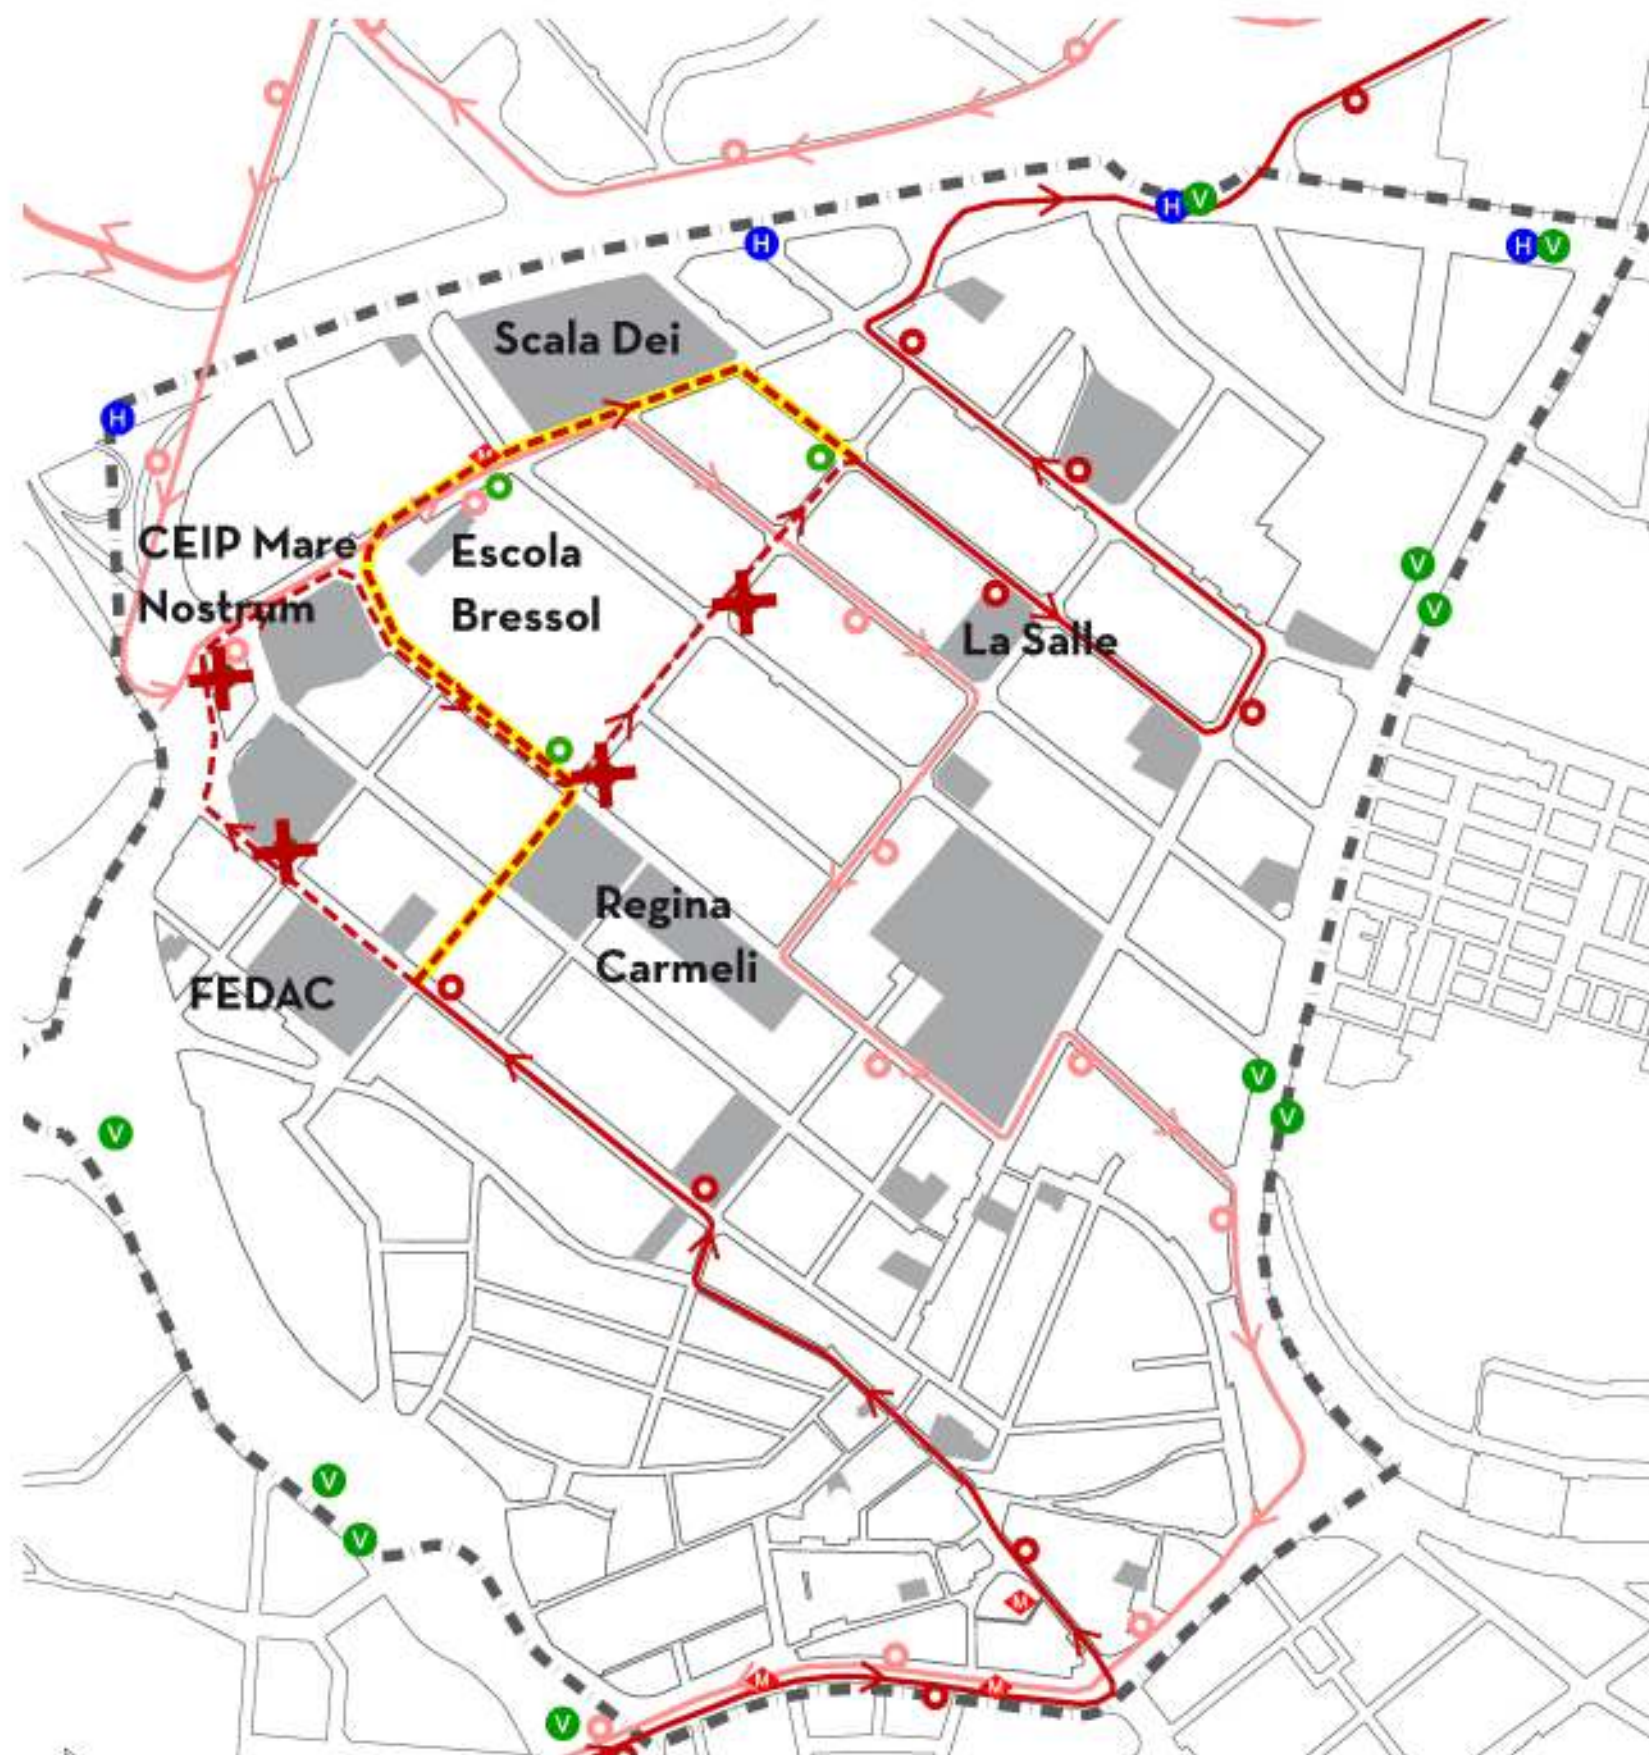 H
V
H
H
V
Scala Dei
H
CEIP Mare
Nostrum
Escola
Bressol
V
V
La Salle
Regina
Carmeli
FEDAC
V
V
V
V
V
M
M
M
V